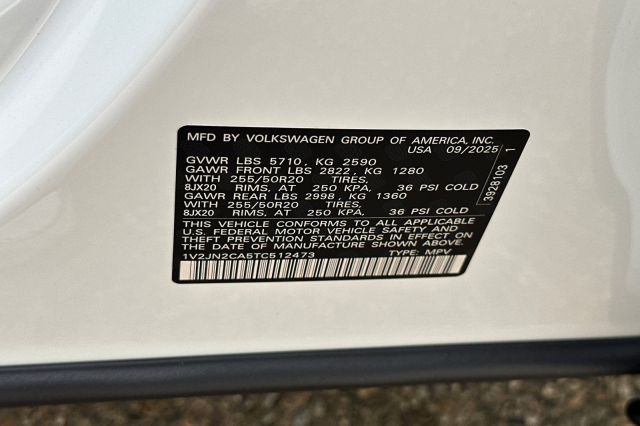 MFD BY VOLKSWAGEN GROUP OF AMERICA, INC.
USA 09/2025
GVWR LBS 5710, KG 2590
GAWR FRONT LBS 2822, KG 1280
WITH 255/50R20 TIRES,
8JX20 RIMS, AT 250 KPA, 36 PSI COLD
GAWR REAR LBS 2998, KG 1360
WITH 255/50R20 TIRES,
8JX20 RIMS, AT 250 KPA, 36 PSI COLD
THIS VEHICLE CONFORMS TO ALL APPLICABLE
U.S. FEDERAL MOTOR VEHICLE SAFETY AND
THEFT PREVENTION STANDARDS IN EFFECT ON
THE DATE OF MANUFACTURE SHOWN ABOVE.
1V2JN2CA5TC512473 TYPE: MPV
3928103 1